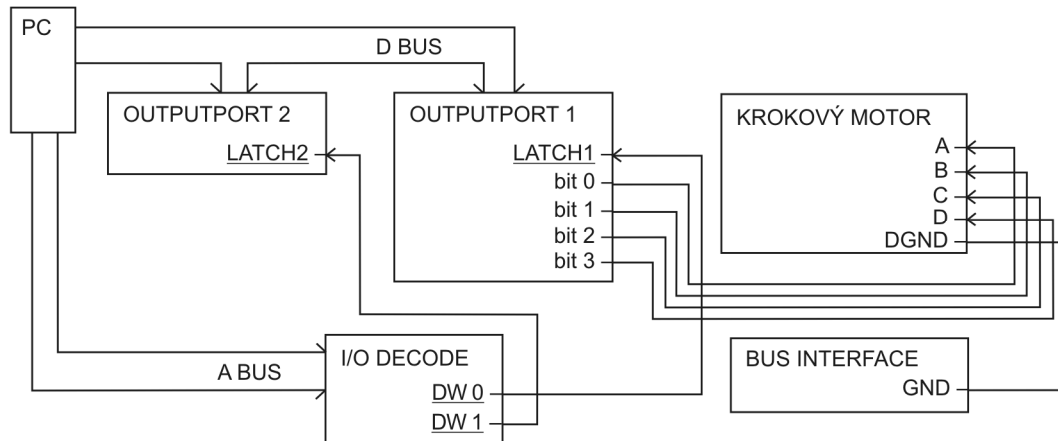 PC
D BUS
OUTPUTPORT 2
LATCH2
OUTPUTPORT 1
LATCH1
bit 0
bit 1
bit 2
bit 3
KROKOVÝ MOTOR
A
B
C
D
DGND
A BUS
I/O DECODE
DW 0
DW 1
BUS INTERFACE
GND